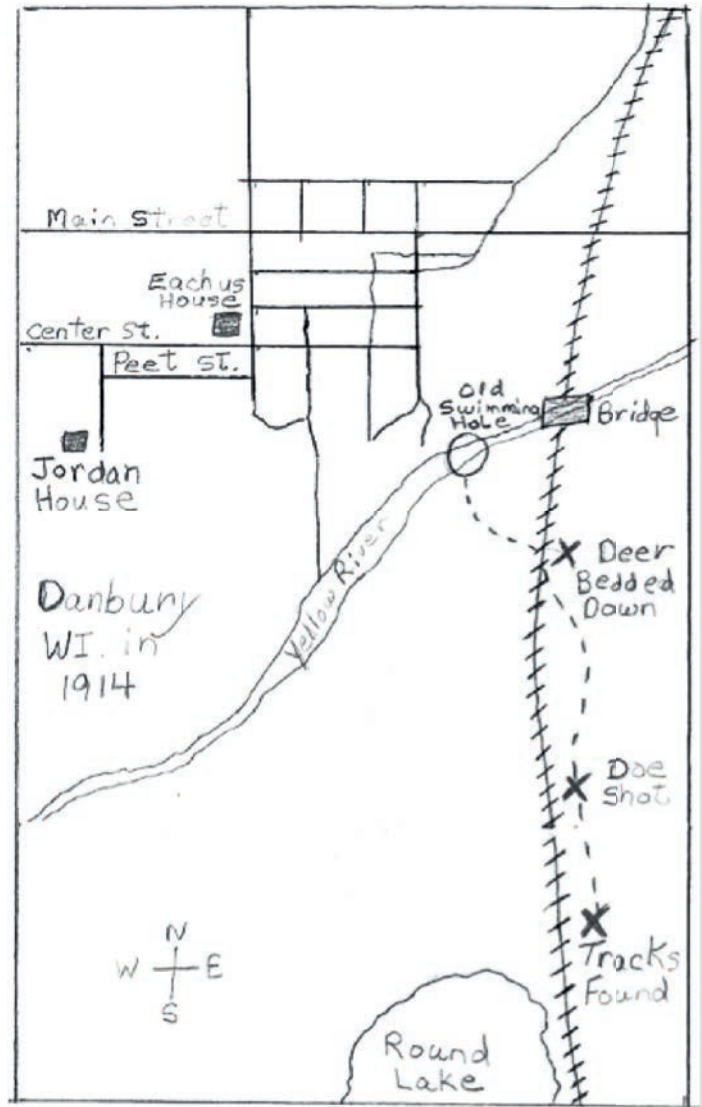 Main Street
Eachus
House
Center St.
Peet St.
Old
Swimming
Hole
Bridge
Jordan
House
Deer
Bedded
Down
Yellow River
Danbury
WI. in
1914
Doe
Shot
N
W E
S
Tracks
Found
Round
Lake